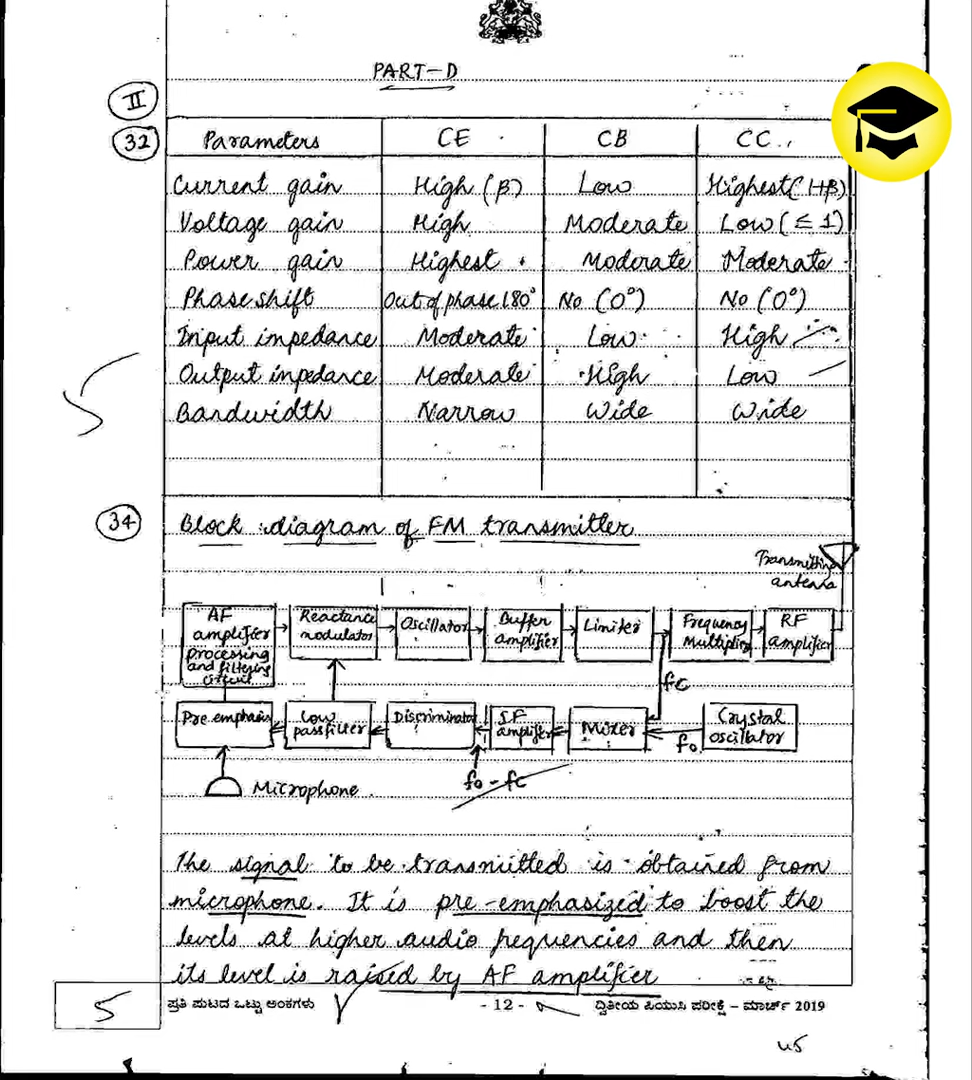 PART-D
II
32
Parameters CE CB CC
Current gain High (β) Low Highest (1+β)
Voltage gain High Moderate Low (≤ 1)
Power gain Highest Moderate Moderate
Phase shift Out of phase 180° No (0°) No (0°)
Input impedance Moderate Low High
Output impedance Moderate High Low
Bandwidth Narrow Wide Wide
5
34 Block diagram of FM transmitter
Transmitting
antenna
AF
amplifier
processing
and filtering
circuit
Reactance
modulator
Oscillator
Buffer
amplifier
Limiter
Frequency
Multiplier
RF
amplifier
fc
Pre emphasis
Low
pass filter
Discriminator
IF
amplifier
Mixer
fo
Crystal
oscillator
fo - fc
Microphone
The signal to be transmitted is obtained from
microphone. It is pre-emphasized to boost the
levels at higher audio frequencies and then
its level is raised by AF amplifier
5
ಪ್ರತಿ ಪುಟದ ಒಟ್ಟು ಅಂಕಗಳು - 12 - ದ್ವಿತೀಯ ಪಿಯುಸಿ ಪರೀಕ್ಷೆ – ಮಾರ್ಚ್ 2019
45